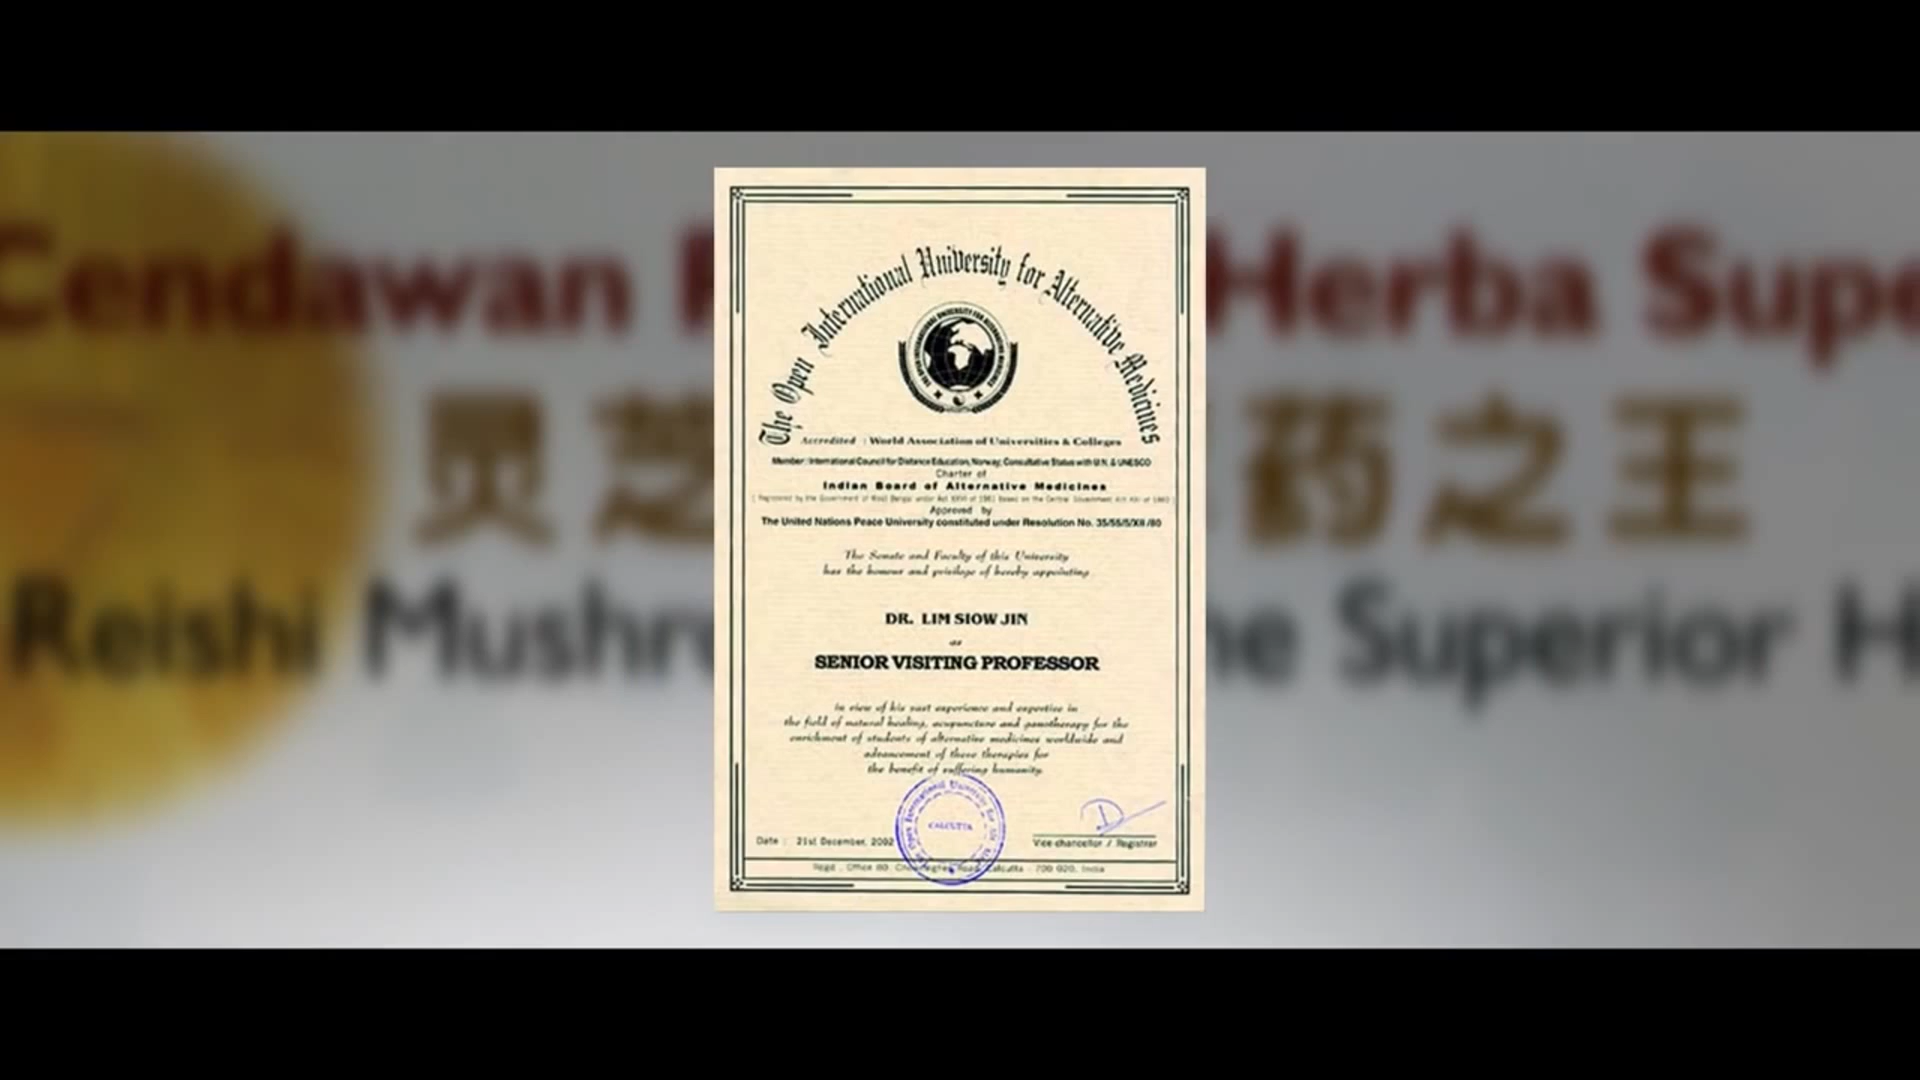 Cendawan
Herba Supe
灵芝
药之王
Reishi Mushr
he Superior H
The Open International University for Alternative Medicines
Accredited : World Association of Universities & Colleges
Member: International Council for Distance Education, Norway; Consultative Status with U.N. & UNESCO
Charter of
Indian Board of Alternative Medicines
Approved by
The United Nations Peace University constituted under Resolution No. 35/55/5/XII /80
The Senate and Faculty of this University
has the honour and privilege of hereby appointing
DR. LIM SIOW JIN
as
SENIOR VISITING PROFESSOR
in view of his vast experience and expertise in
the field of natural healing, acupuncture and ganotherapy for the
enrichment of students of alternative medicines worldwide and
advancement of these therapies for
the benefit of suffering humanity.
CALCUTTA
Date : 21st December, 2002
Vice-chancellor / Registrar
Regd. Office 80, Road, Calcutta - 700 020, India